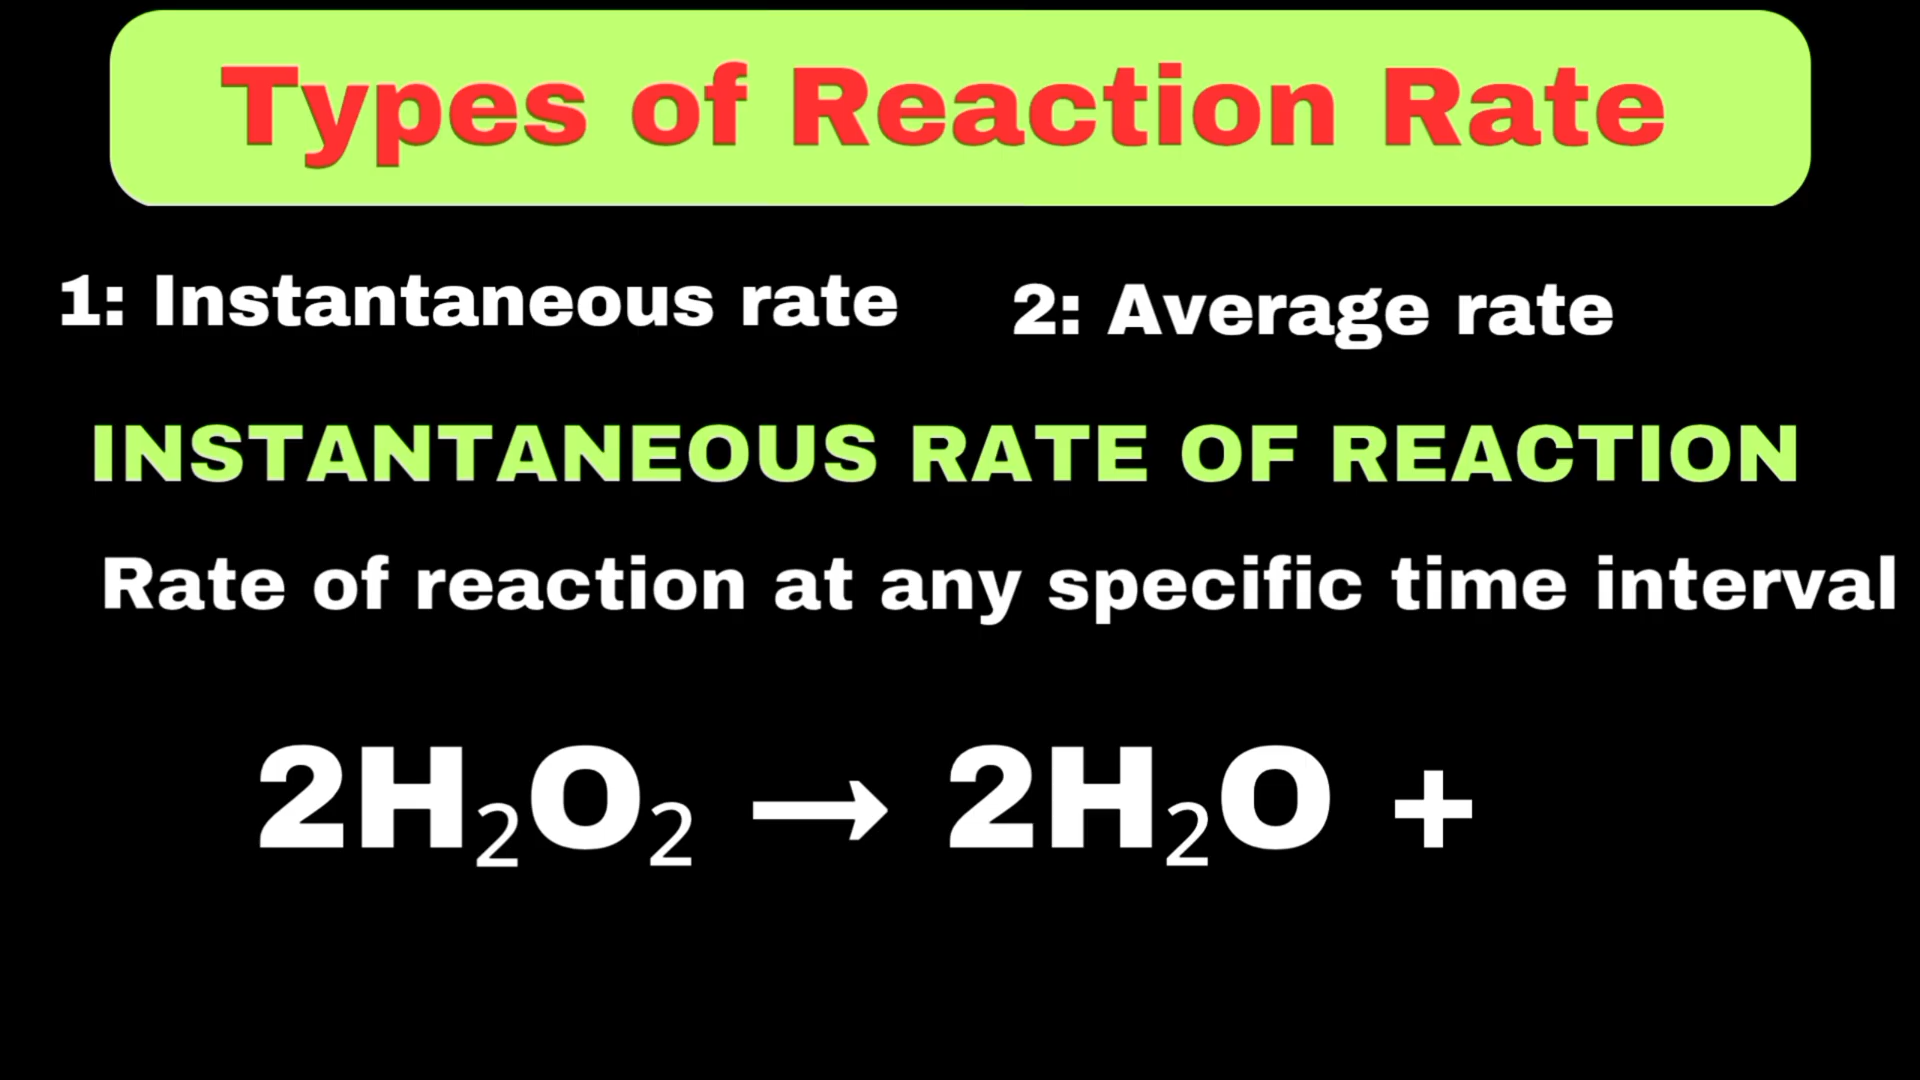 Types of Reaction Rate
1: Instantaneous rate 2: Average rate
INSTANTANEOUS RATE OF REACTION
Rate of reaction at any specific time interval
2H₂O₂ → 2H₂O +